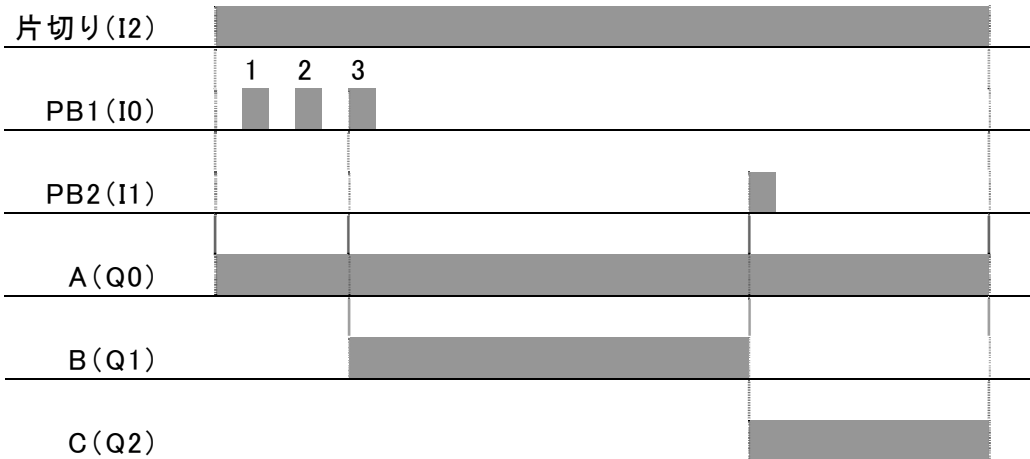 片切り(I2)
1 2 3
PB1(I0)
PB2(I1)
A(Q0)
B(Q1)
C(Q2)